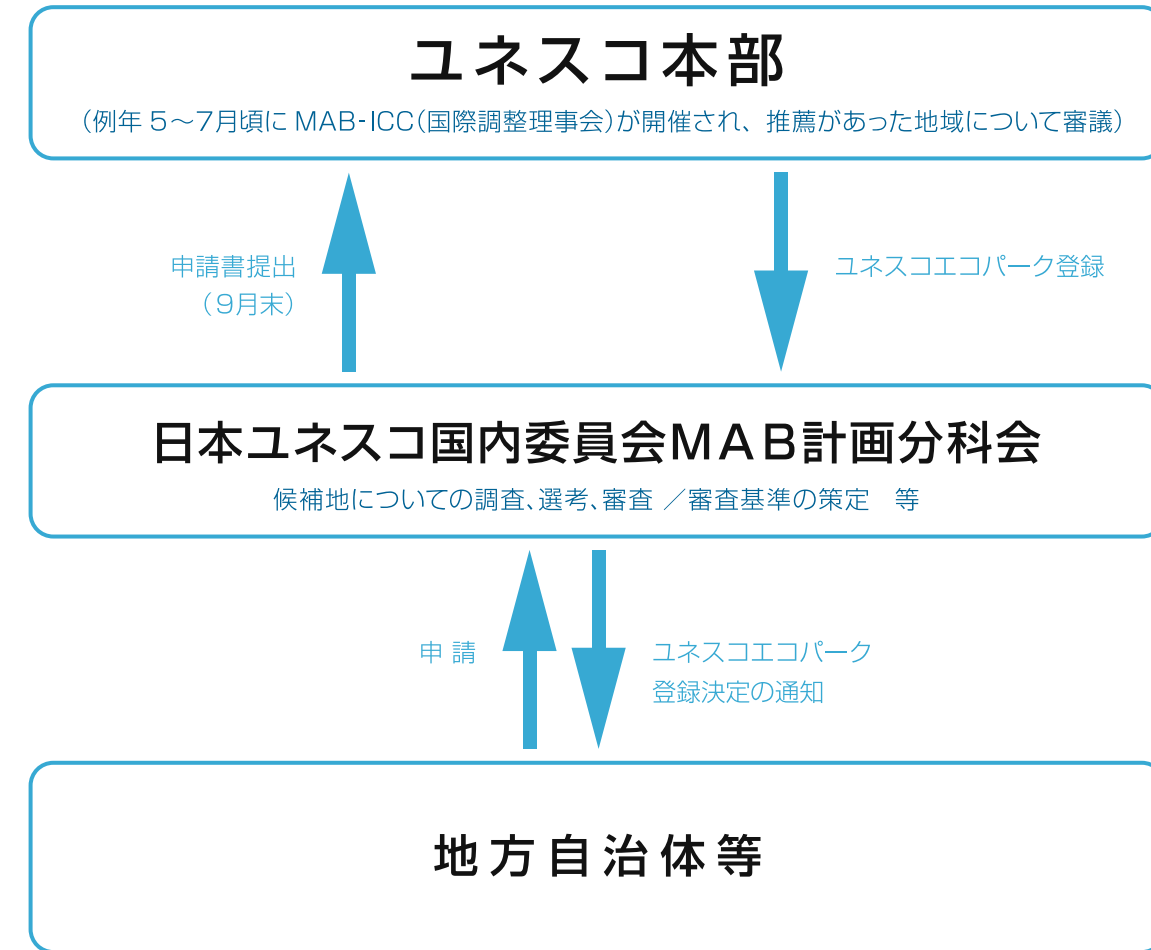 ユネスコ本部
（例年 5～7月頃に MAB-ICC(国際調整理事会)が開催され、推薦があった地域について審議）
申請書提出
（9月末）
ユネスコエコパーク登録
日本ユネスコ国内委員会MAB計画分科会
候補地についての調査、選考、審査 ／審査基準の策定　等
申 請
ユネスコエコパーク
登録決定の通知
地方自治体等